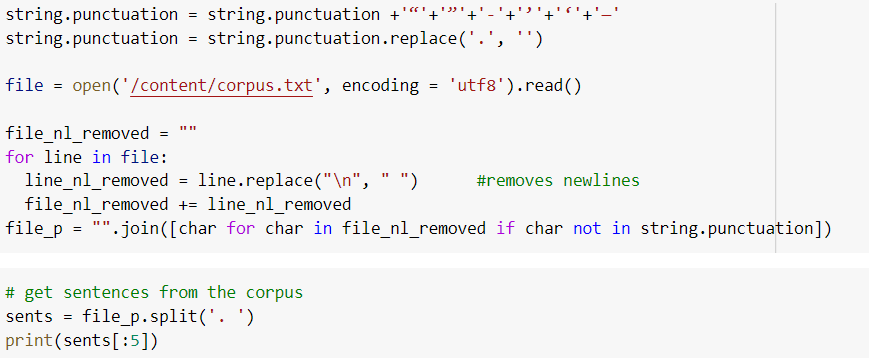 string.punctuation = string.punctuation +'“'+'”'+'-'+'’'+'‘'+'—'
string.punctuation = string.punctuation.replace('.', '')
file = open('/content/corpus.txt', encoding = 'utf8').read()
file_nl_removed = ""
for line in file:
  line_nl_removed = line.replace("\n", " ")      #removes newlines
  file_nl_removed += line_nl_removed
file_p = "".join([char for char in file_nl_removed if char not in string.punctuation])
# get sentences from the corpus
sents = file_p.split('. ')
print(sents[:5])